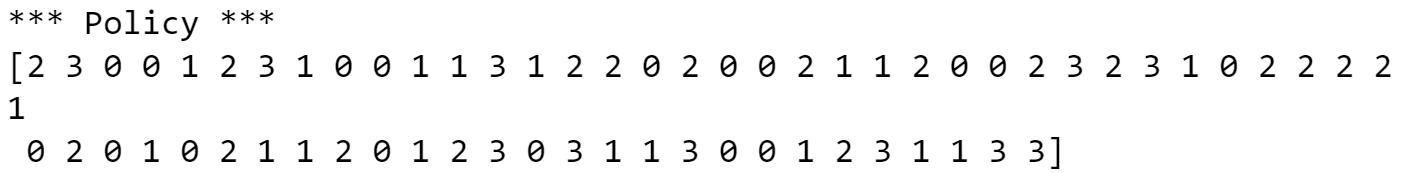 *** Policy ***
[2 3 0 0 1 2 3 1 0 0 1 1 3 1 2 2 0 2 0 0 2 1 1 2 0 0 2 3 2 3 1 0 2 2 2 2
1
0 2 0 1 0 2 1 1 2 0 1 2 3 0 3 1 1 3 0 0 1 2 3 1 1 3 3]